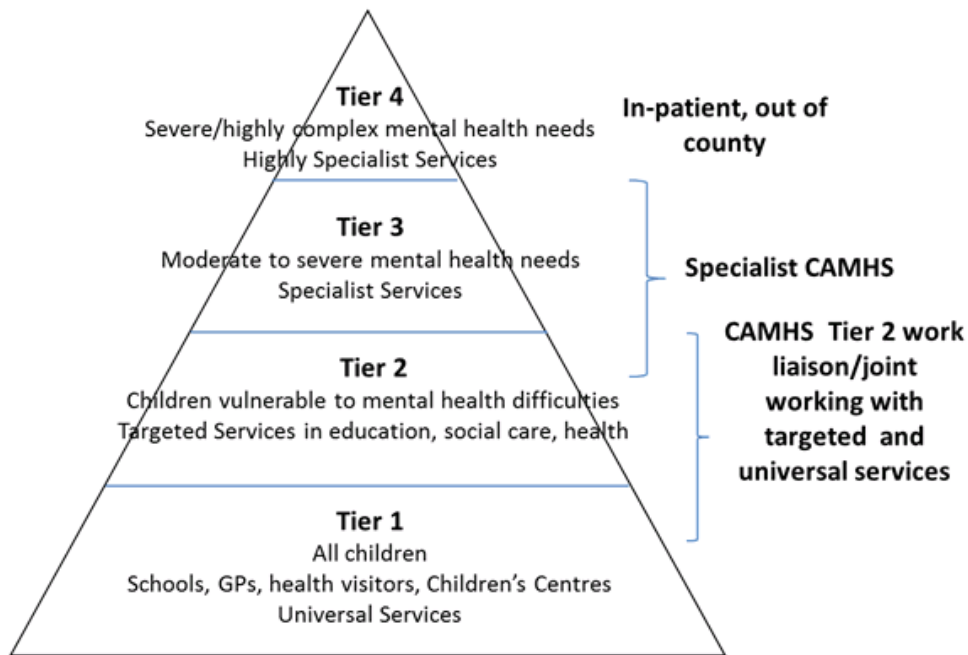 Tier 4
Severe/highly complex mental health needs
Highly Specialist Services
In-patient, out of
county
Tier 3
Moderate to severe mental health needs
Specialist Services
Specialist CAMHS
Tier 2
Children vulnerable to mental health difficulties
Targeted Services in education, social care, health
CAMHS Tier 2 work
liaison/joint
working with
targeted and
universal services
Tier 1
All children
Schools, GPs, health visitors, Children's Centres
Universal Services